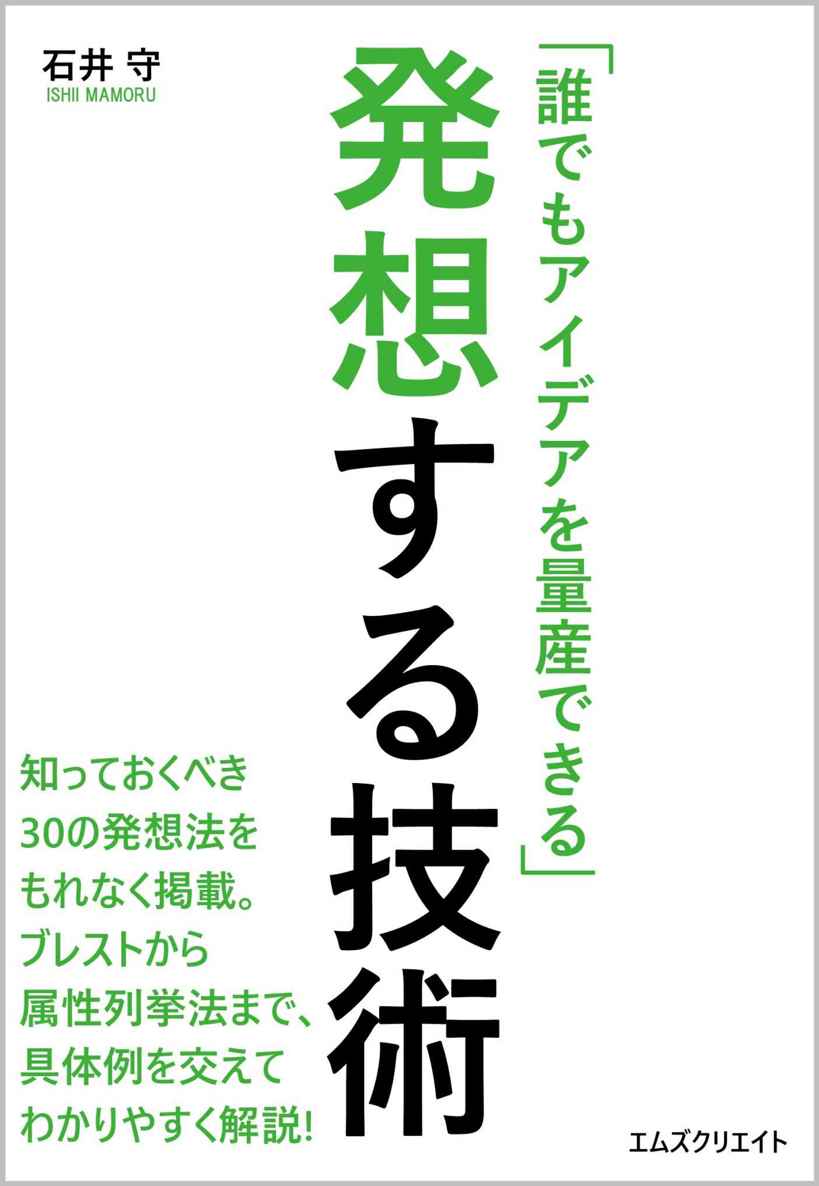 石井 守
ISHII MAMORU
「誰でもアイデアを量産できる」
発想する技術
知っておくべき
30の発想法を
もれなく掲載。
ブレストから
属性列挙法まで、
具体例を交えて
わかりやすく解説!
エムズクリエイト